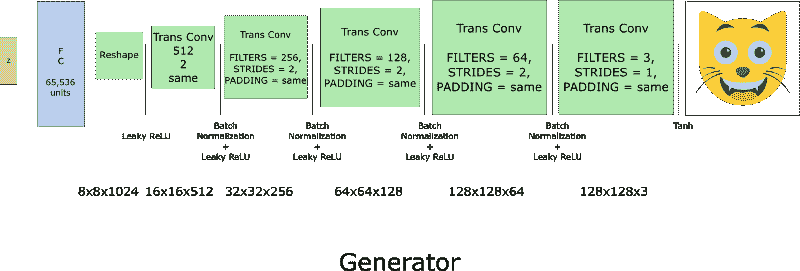 z
F
C
65,536
units
Reshape
Trans Conv
512
2
same
Trans Conv
FILTERS = 256,
STRIDES = 2,
PADDING = same
Trans Conv
FILTERS = 128,
STRIDES = 2,
PADDING = same
Trans Conv
FILTERS = 64,
STRIDES = 2,
PADDING = same
Trans Conv
FILTERS = 3,
STRIDES = 1,
PADDING = same
Leaky ReLU
Batch
Normalization
+
Leaky ReLU
Batch
Normalization
+
Leaky ReLU
Batch
Normalization
+
Leaky ReLU
Batch
Normalization
+
Leaky ReLU
Tanh
8x8x1024
16x16x512
32x32x256
64x64x128
128x128x64
128x128x3
Generator